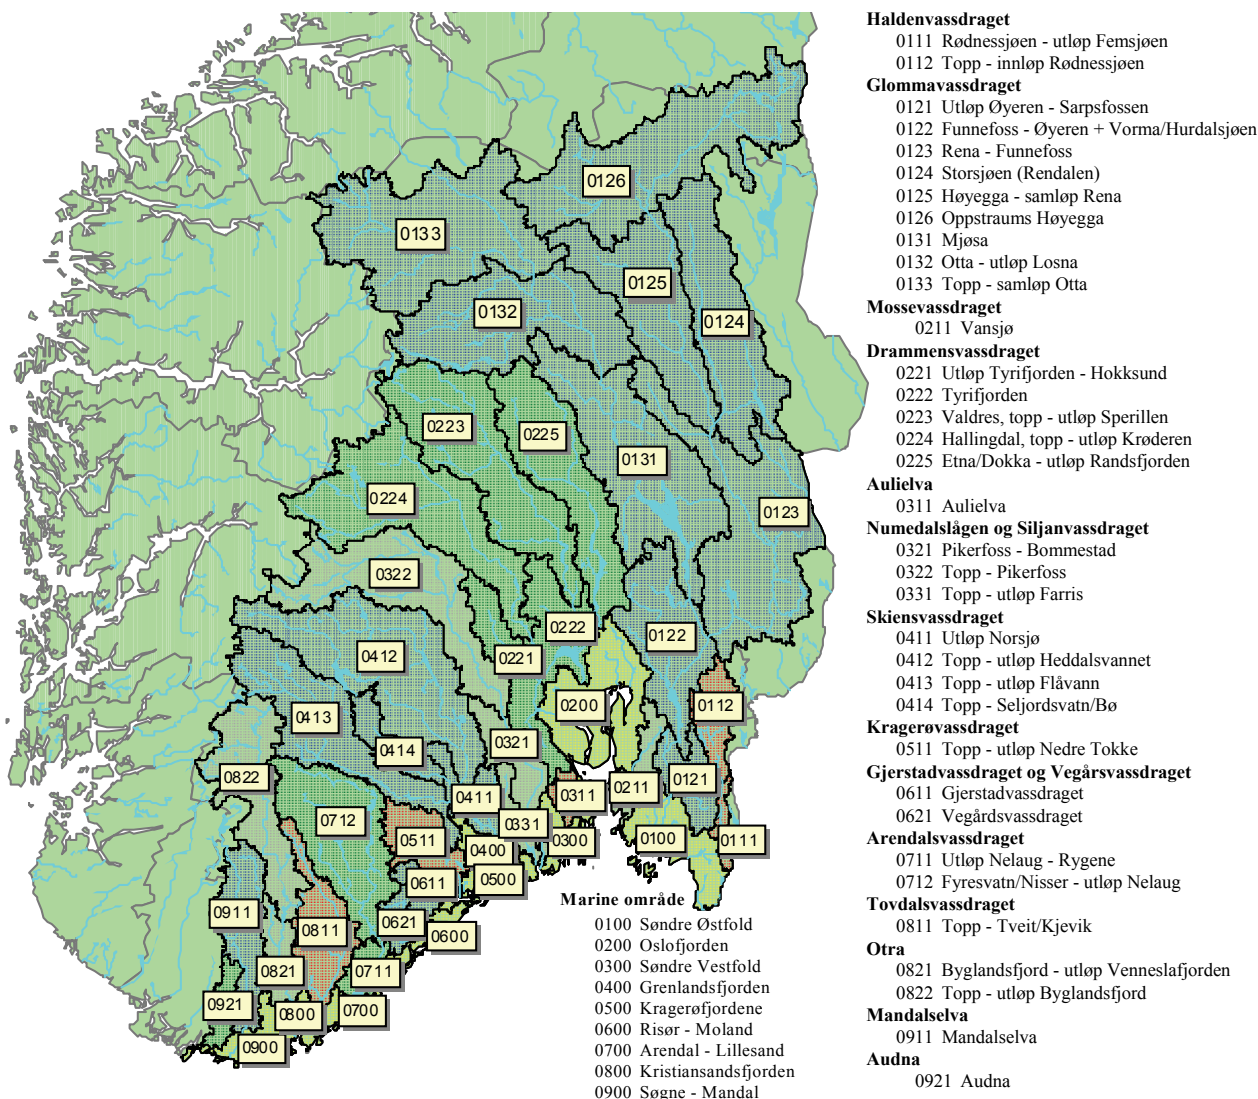 0126
0133
0125
0132
0124
0223
0225
0131
0224
0123
0322
0222
0122
0412
0221
0200
0112
0413
0321
0414
0822
0211
0121
0411
0311
0712
0331
0511
0400
0300
0100
0111
0611
0500
0911
0811
0621
0600
0821
0711
0921
0800
0700
0900
Marine område
0100 Søndre Østfold
0200 Oslofjorden
0300 Søndre Vestfold
0400 Grenlandsfjorden
0500 Kragerøfjordene
0600 Risør - Moland
0700 Arendal - Lillesand
0800 Kristiansandsfjorden
0900 Søgne - Mandal
Haldenvassdraget
0111 Rødnessjøen - utløp Femsjøen
0112 Topp - innløp Rødnessjøen
Glommavassdraget
0121 Utløp Øyeren - Sarpsfossen
0122 Funnefoss - Øyeren + Vorma/Hurdalsjøen
0123 Rena - Funnefoss
0124 Storsjøen (Rendalen)
0125 Høyegga - samløp Rena
0126 Oppstraums Høyegga
0131 Mjøsa
0132 Otta - utløp Losna
0133 Topp - samløp Otta
Mossevassdraget
0211 Vansjø
Drammensvassdraget
0221 Utløp Tyrifjorden - Hokksund
0222 Tyrifjorden
0223 Valdres, topp - utløp Sperillen
0224 Hallingdal, topp - utløp Krøderen
0225 Etna/Dokka - utløp Randsfjorden
Aulielva
0311 Aulielva
Numedalslågen og Siljanvassdraget
0321 Pikerfoss - Bommestad
0322 Topp - Pikerfoss
0331 Topp - utløp Farris
Skiensvassdraget
0411 Utløp Norsjø
0412 Topp - utløp Heddalsvannet
0413 Topp - utløp Flåvann
0414 Topp - Seljordsvatn/Bø
Kragerøvassdraget
0511 Topp - utløp Nedre Tokke
Gjerstadvassdraget og Vegårsvassdraget
0611 Gjerstadvassdraget
0621 Vegårdsvassdraget
Arendalsvassdraget
0711 Utløp Nelaug - Rygene
0712 Fyresvatn/Nisser - utløp Nelaug
Tovdalsvassdraget
0811 Topp - Tveit/Kjevik
Otra
0821 Byglandsfjord - utløp Venneslafjorden
0822 Topp - utløp Byglandsfjord
Mandalselva
0911 Mandalselva
Audna
0921 Audna